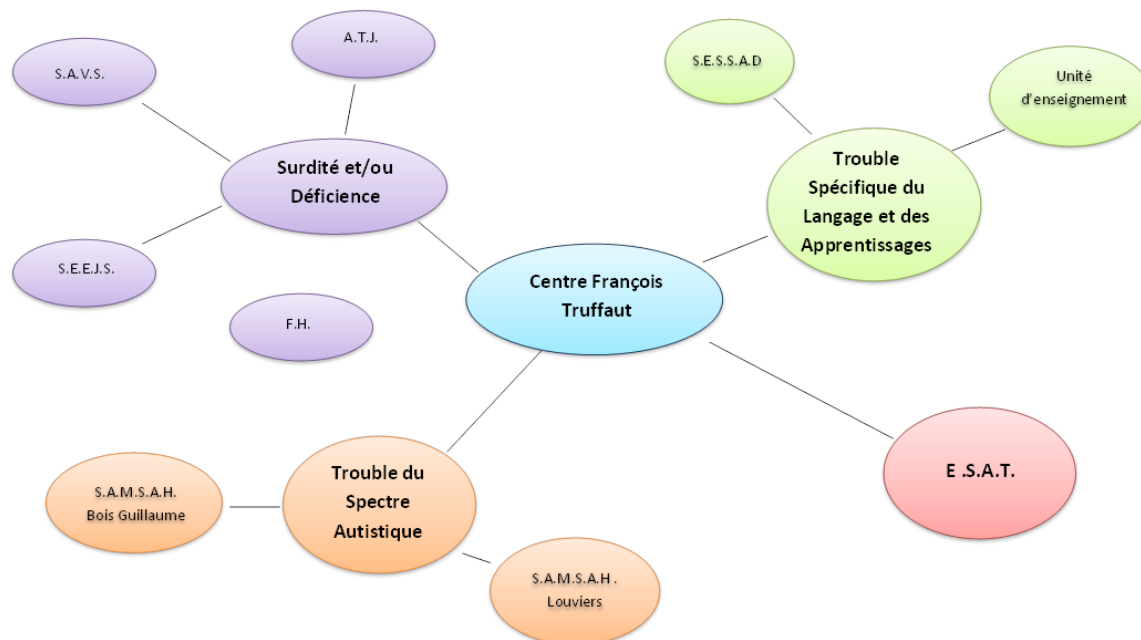 A.T.J.
S.A.V.S.
S.E.S.S.A.D
Unité
d'enseignement
Surdité et/ou
Déficience
Trouble
Spécifique du
Langage et des
Apprentissages
S.E.E.J.S.
Centre François
Truffaut
F.H.
E .S.A.T.
Trouble du
Spectre
Autistique
S.A.M.S.A.H.
Bois Guillaume
S.A.M.S.A.H .
Louviers